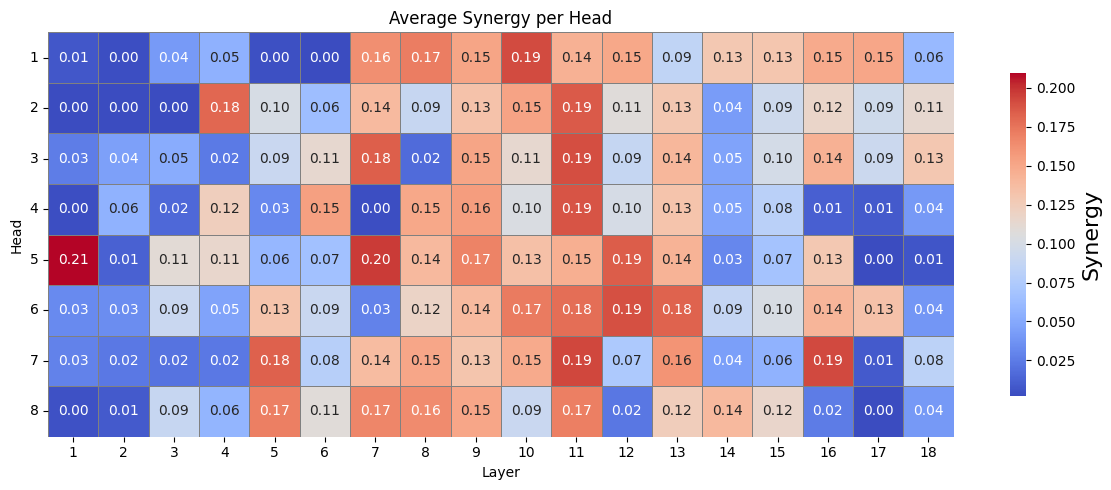 Average Synergy per Head
1 0.01 0.00 0.04 0.05 0.00 0.00 0.16 0.17 0.15 0.19 0.14 0.15 0.09 0.13 0.13 0.15 0.15 0.06
2 0.00 0.00 0.00 0.18 0.10 0.06 0.14 0.09 0.13 0.15 0.19 0.11 0.13 0.04 0.09 0.12 0.09 0.11
3 0.03 0.04 0.05 0.02 0.09 0.11 0.18 0.02 0.15 0.11 0.19 0.09 0.14 0.05 0.10 0.14 0.09 0.13
4 0.00 0.06 0.02 0.12 0.03 0.15 0.00 0.15 0.16 0.10 0.19 0.10 0.13 0.05 0.08 0.01 0.01 0.04
5 0.21 0.01 0.11 0.11 0.06 0.07 0.20 0.14 0.17 0.13 0.15 0.19 0.14 0.03 0.07 0.13 0.00 0.01
6 0.03 0.03 0.09 0.05 0.13 0.09 0.03 0.12 0.14 0.17 0.18 0.19 0.18 0.09 0.10 0.14 0.13 0.04
7 0.03 0.02 0.02 0.02 0.18 0.08 0.14 0.15 0.13 0.15 0.19 0.07 0.16 0.04 0.06 0.19 0.01 0.08
8 0.00 0.01 0.09 0.06 0.17 0.11 0.17 0.16 0.15 0.09 0.17 0.02 0.12 0.14 0.12 0.02 0.00 0.04
1 2 3 4 5 6 7 8 9 10 11 12 13 14 15 16 17 18
Layer
Head
0.200
0.175
0.150
0.125
0.100
0.075
0.050
0.025
Synergy